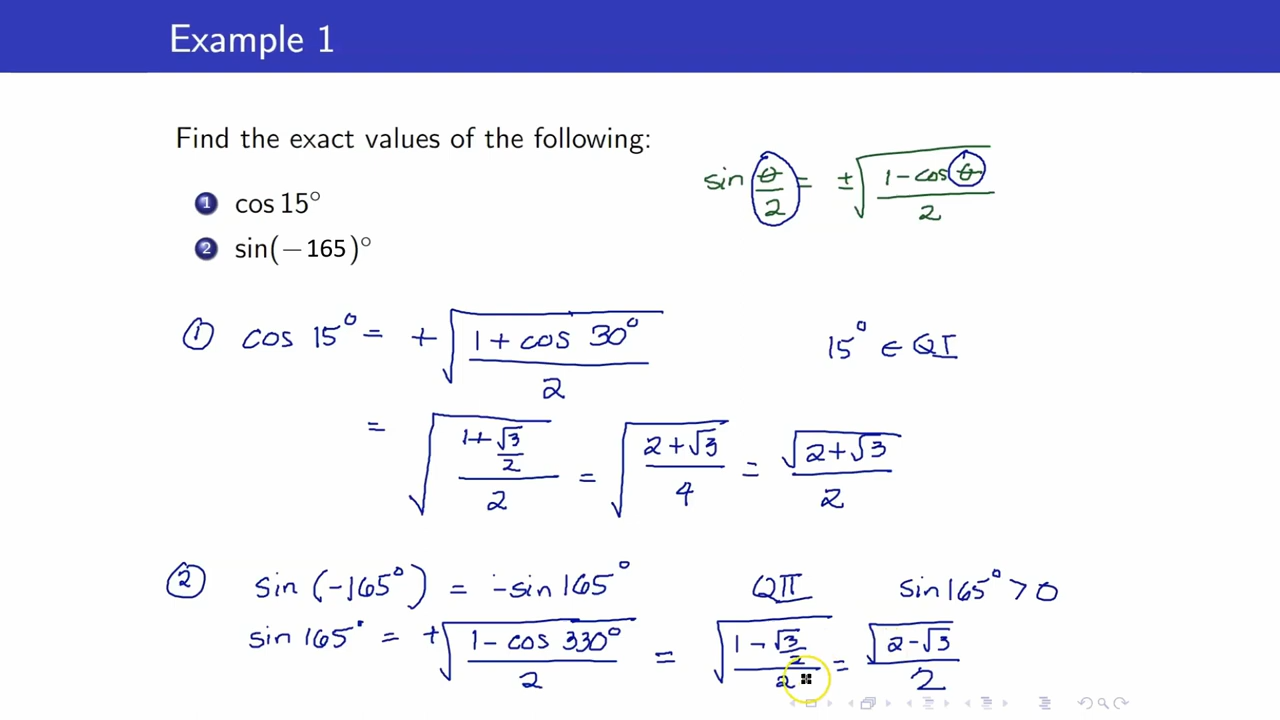 Example 1
Find the exact values of the following:
sin θ/2 = ±√((1 - cos θ)/2)
1 cos 15°
2 sin(−165)°
① cos 15° = +√((1 + cos 30°)/2) 15° ∈ QI
= √((1 + √3/2)/2) = √((2 + √3)/4) = √(2 + √3)/2
② sin (-165°) = -sin 165° QII sin 165° > 0
sin 165° = +√((1 - cos 330°)/2) = √((1 - √3/2)/2) = √(2 - √3)/2